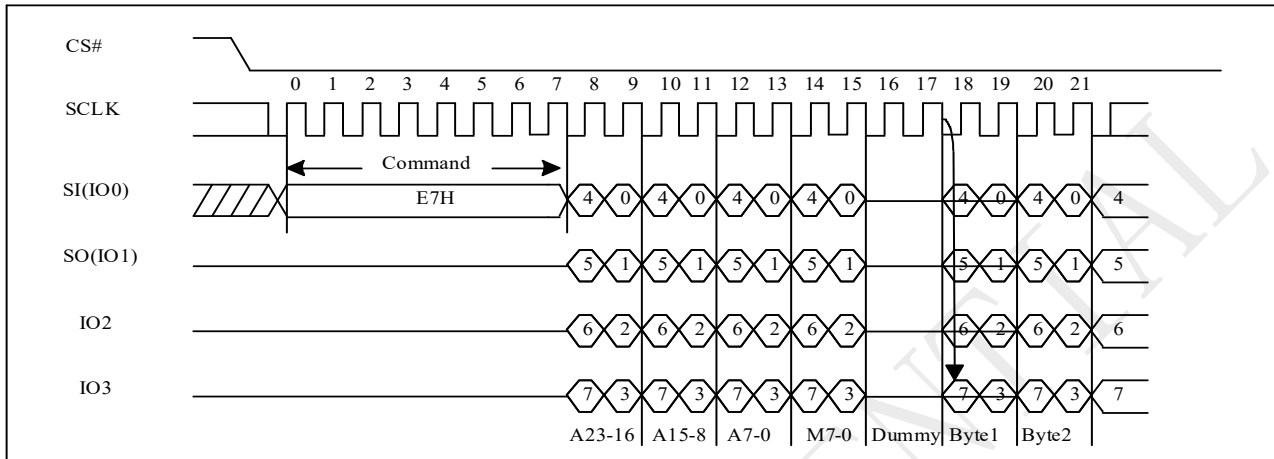 CS#
0 1 2 3 4 5 6 7 8 9 10 11 12 13 14 15 16 17 18 19 20 21
SCLK
Command
SI(IO0) E7H 4 0 4 0 4 0 4 0 4 0 4 0 4
SO(IO1) 5 1 5 1 5 1 5 1 5 1 5 1 5
IO2 6 2 6 2 6 2 6 2 6 2 6 2 6
IO3 7 3 7 3 7 3 7 3 7 3 7 3 7
A23-16 A15-8 A7-0 M7-0 Dummy Byte1 Byte2